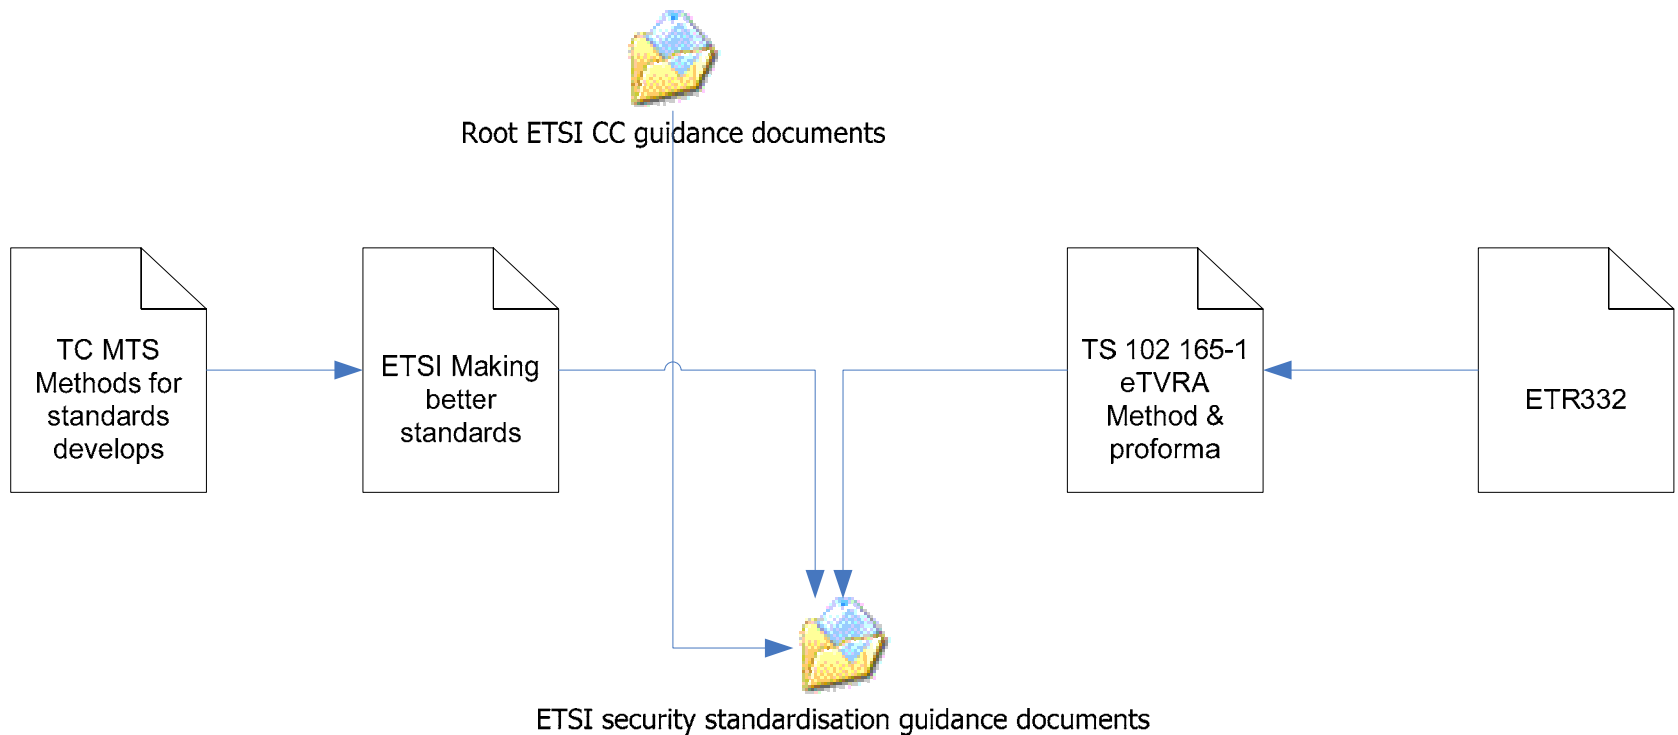 Root ETSI CC guidance documents
TC MTS
Methods for
standards
develops
ETSI Making
better
standards
TS 102 165-1
eTVRA
Method &
proforma
ETR332
ETSI security standardisation guidance documents